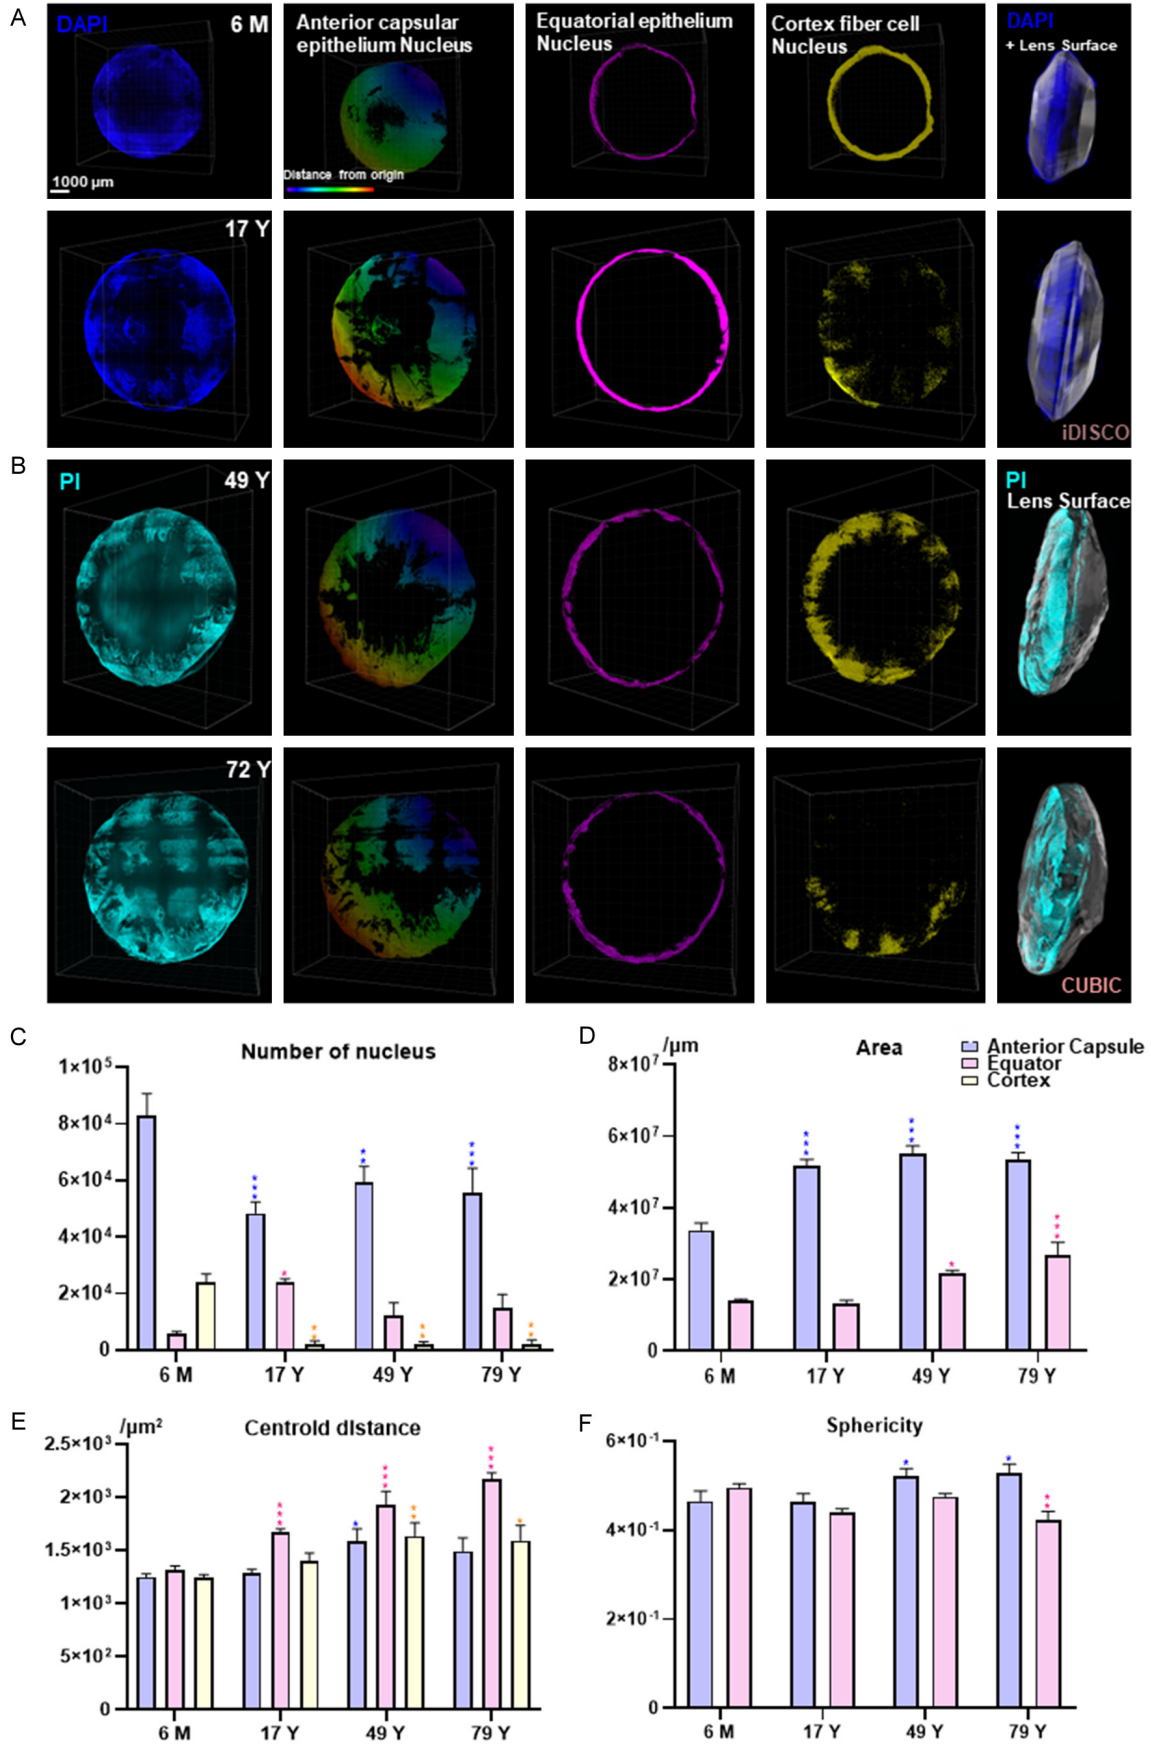 A
DAPI
6 M
Anterior capsular
epithelium Nucleus
Equatorial epithelium
Nucleus
Cortex fiber cell
Nucleus
DAPI
+ Lens Surface
1000 µm
Distance from origin
17 Y
iDISCO
B
PI
49 Y
PI
Lens Surface
72 Y
CUBIC
C
Number of nucleus
1×10⁵
8×10⁴
6×10⁴
4×10⁴
2×10⁴
0
6 M
17 Y
49 Y
79 Y
D
/µm
Area
Anterior Capsule
Equator
Cortex
8×10⁷
6×10⁷
4×10⁷
2×10⁷
0
6 M
17 Y
49 Y
79 Y
E
/µm²
Centroid distance
2.5×10³
2×10³
1.5×10³
1×10³
5×10²
0
6 M
17 Y
49 Y
79 Y
F
Sphericity
6×10⁻¹
4×10⁻¹
2×10⁻¹
0
6 M
17 Y
49 Y
79 Y